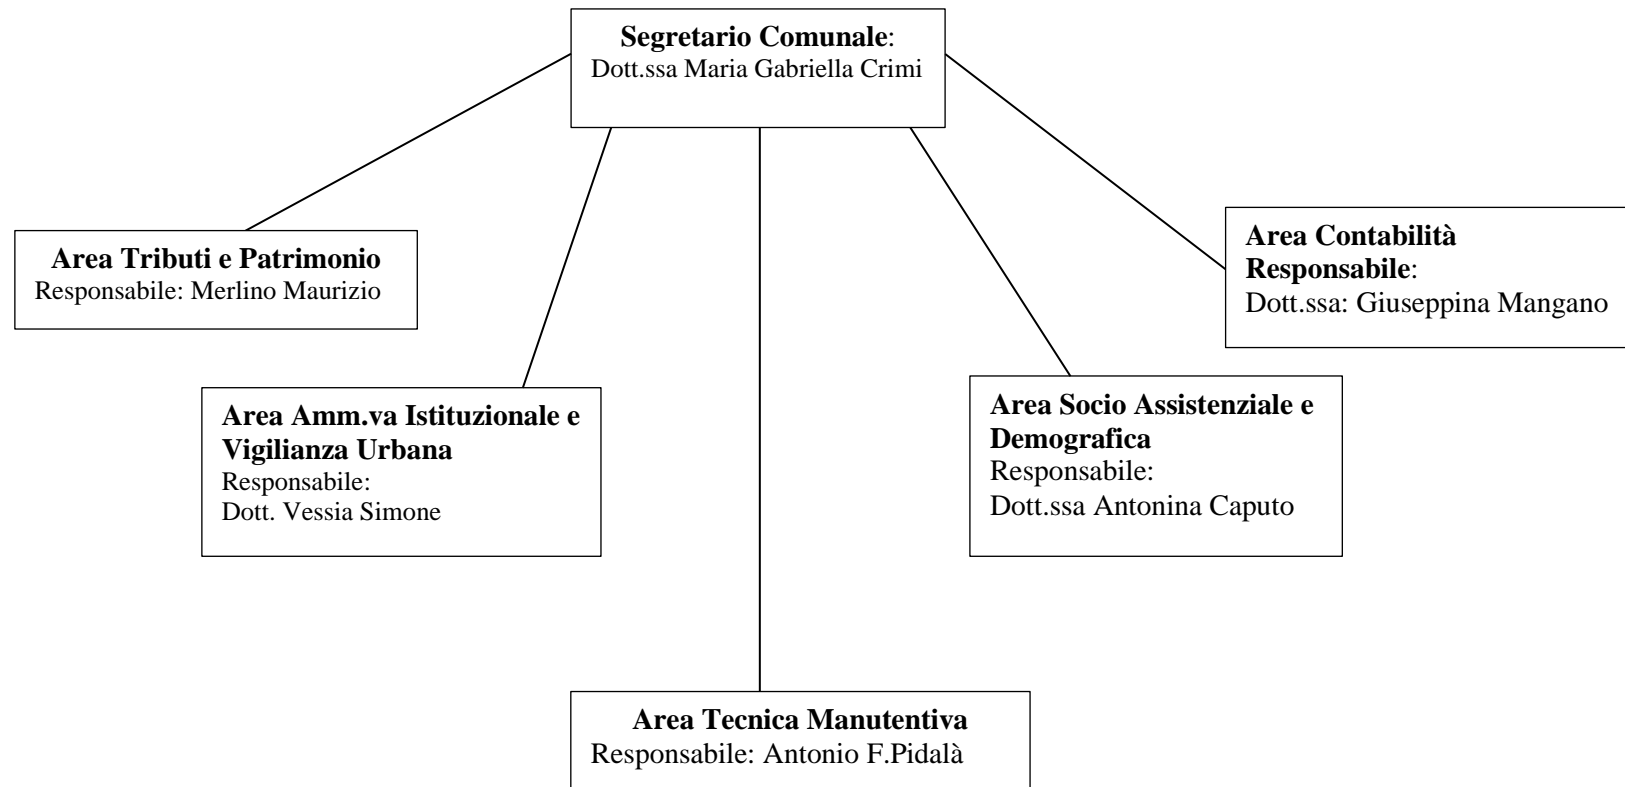 Segretario Comunale:
Dott.ssa Maria Gabriella Crimi
Area Tributi e Patrimonio
Responsabile: Merlino Maurizio
Area Contabilità
Responsabile:
Dott.ssa: Giuseppina Mangano
Area Amm.va Istituzionale e
Vigilianza Urbana
Responsabile:
Dott. Vessia Simone
Area Socio Assistenziale e
Demografica
Responsabile:
Dott.ssa Antonina Caputo
Area Tecnica Manutentiva
Responsabile: Antonio F.Pidalà